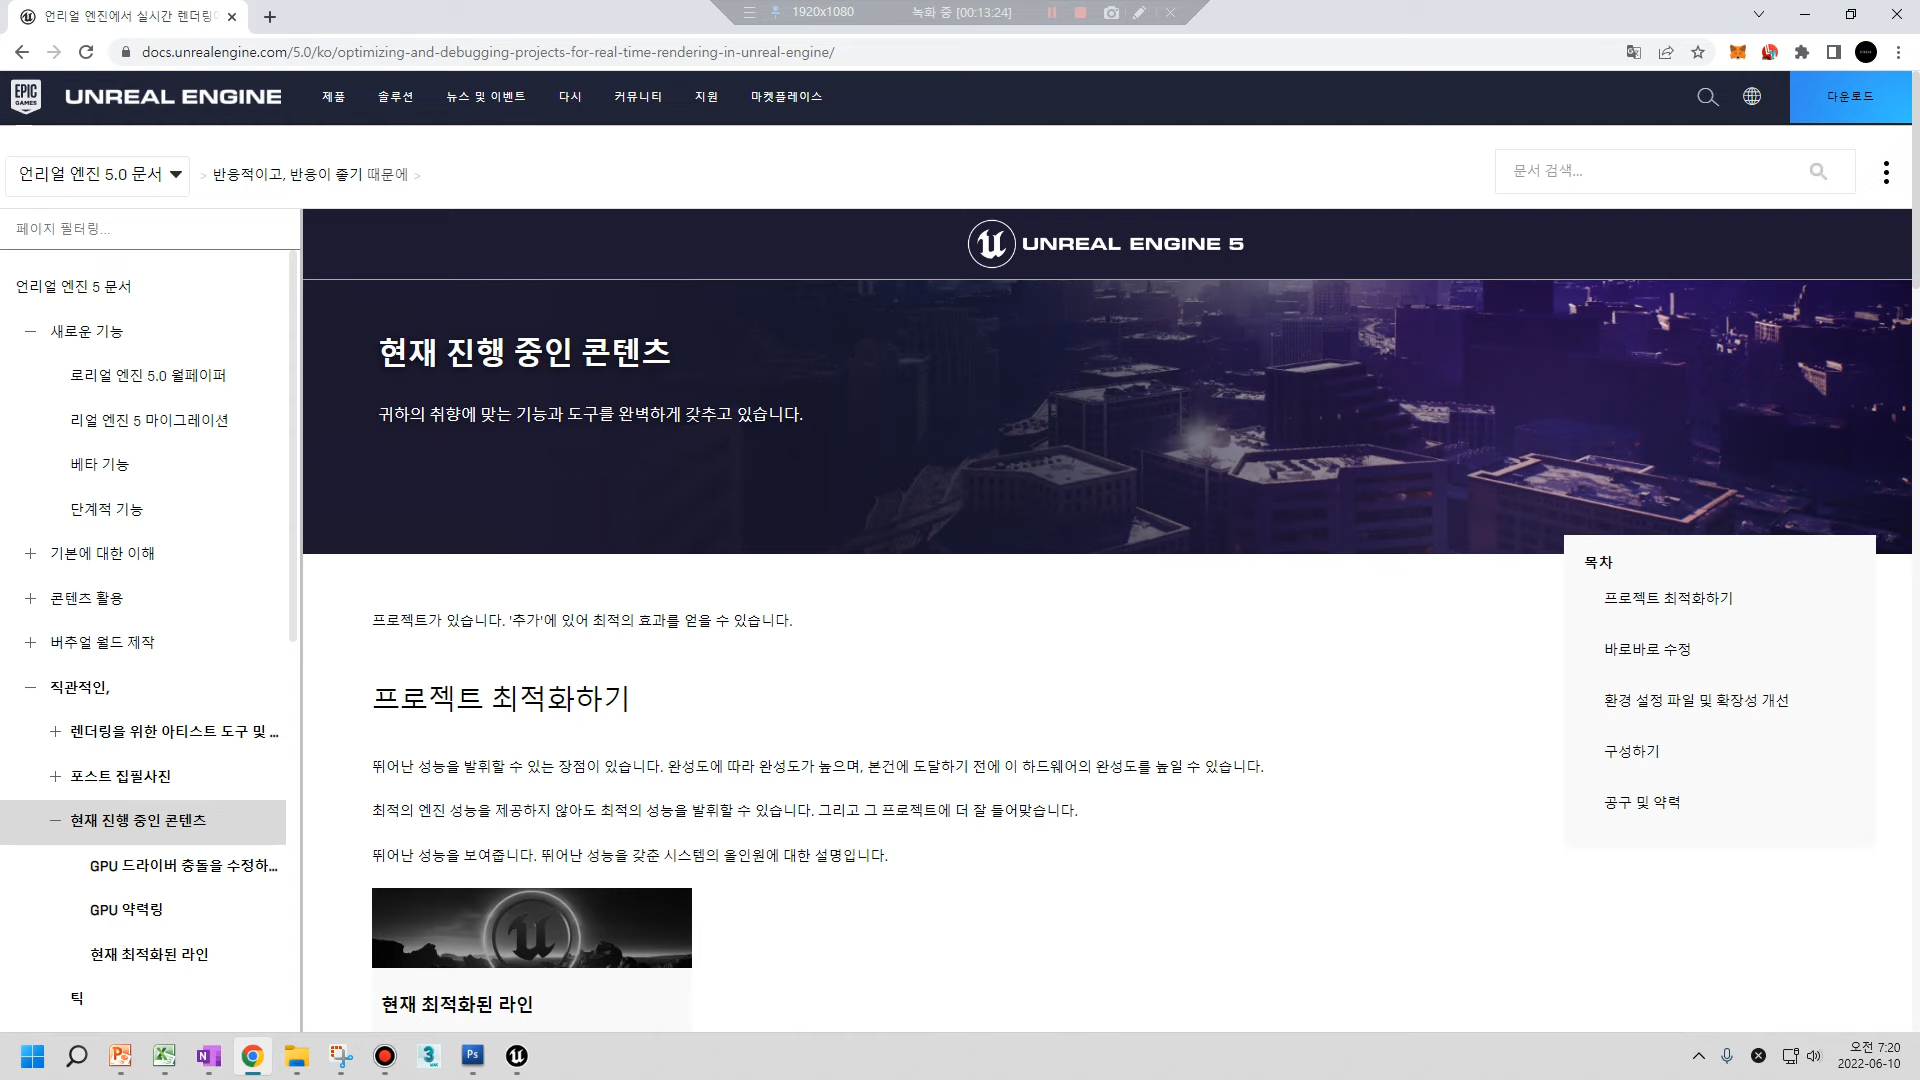 언리얼 엔진에서 실시간 렌더링
1920x1080
녹화 중 [00:13:24]
docs.unrealengine.com/5.0/ko/optimizing-and-debugging-projects-for-real-time-rendering-in-unreal-engine/
EPIC GAMES
UNREAL ENGINE
제품
솔루션
뉴스 및 이벤트
다시
커뮤니티
지원
마켓플레이스
다운로드
언리얼 엔진 5.0 문서
> 반응적이고, 반응이 좋기 때문에 >
문서 검색...
페이지 필터링...
언리얼 엔진 5 문서
새로운 기능
로리얼 엔진 5.0 월페이퍼
리얼 엔진 5 마이그레이션
베타 기능
단계적 기능
기본에 대한 이해
콘텐츠 활용
버추얼 월드 제작
직관적인,
렌더링을 위한 아티스트 도구 및 ...
포스트 집필사진
현재 진행 중인 콘텐츠
GPU 드라이버 충돌을 수정하...
GPU 약력링
현재 최적화된 라인
틱
UNREAL ENGINE 5
현재 진행 중인 콘텐츠
귀하의 취향에 맞는 기능과 도구를 완벽하게 갖추고 있습니다.
프로젝트가 있습니다. '추가'에 있어 최적의 효과를 얻을 수 있습니다.
프로젝트 최적화하기
뛰어난 성능을 발휘할 수 있는 장점이 있습니다. 완성도에 따라 완성도가 높으며, 본건에 도달하기 전에 이 하드웨어의 완성도를 높일 수 있습니다.
최적의 엔진 성능을 제공하지 않아도 최적의 성능을 발휘할 수 있습니다. 그리고 그 프로젝트에 더 잘 들어맞습니다.
뛰어난 성능을 보여줍니다. 뛰어난 성능을 갖춘 시스템의 올인원에 대한 설명입니다.
현재 최적화된 라인
목차
프로젝트 최적화하기
바로바로 수정
환경 설정 파일 및 확장성 개선
구성하기
공구 및 약력
오전 7:20
2022-06-10